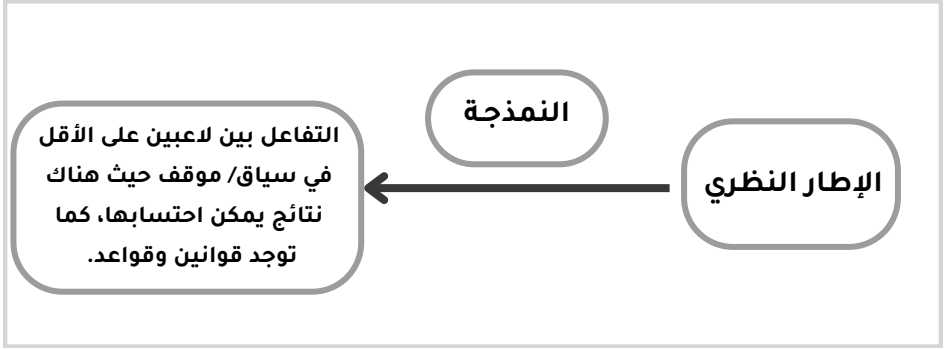 الإطار النظري
النمذجة
التفاعل بين لاعبين على الأقل
في سياق/ موقف حيث هناك
نتائج يمكن احتسابها، كما
توجد قوانين وقواعد.